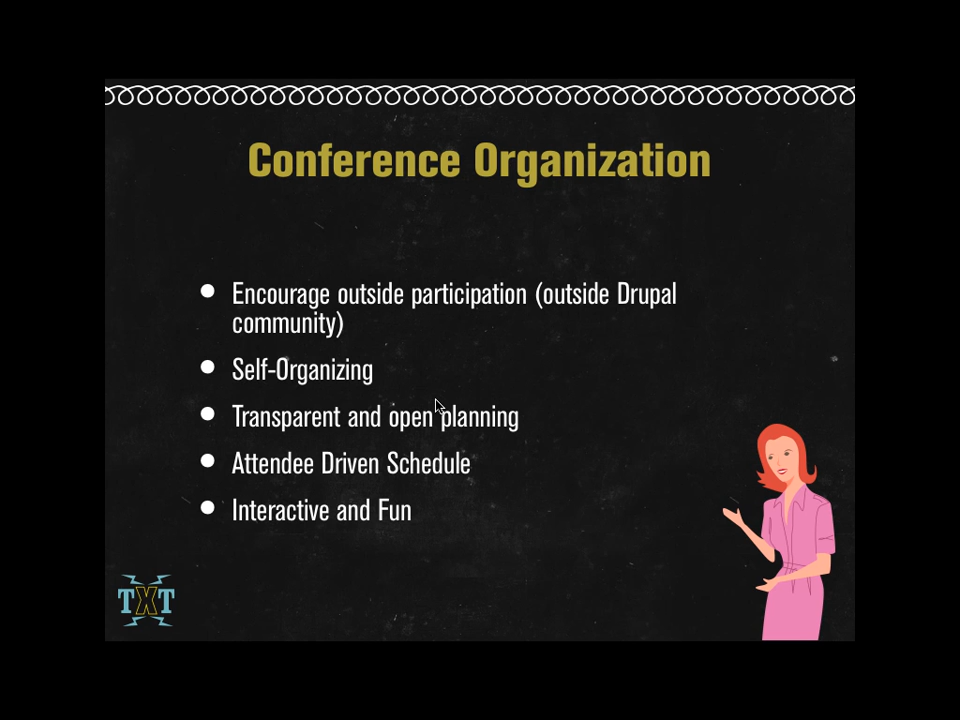 Conference Organization
Encourage outside participation (outside Drupal
community)
Self-Organizing
Transparent and open planning
Attendee Driven Schedule
Interactive and Fun
TXT